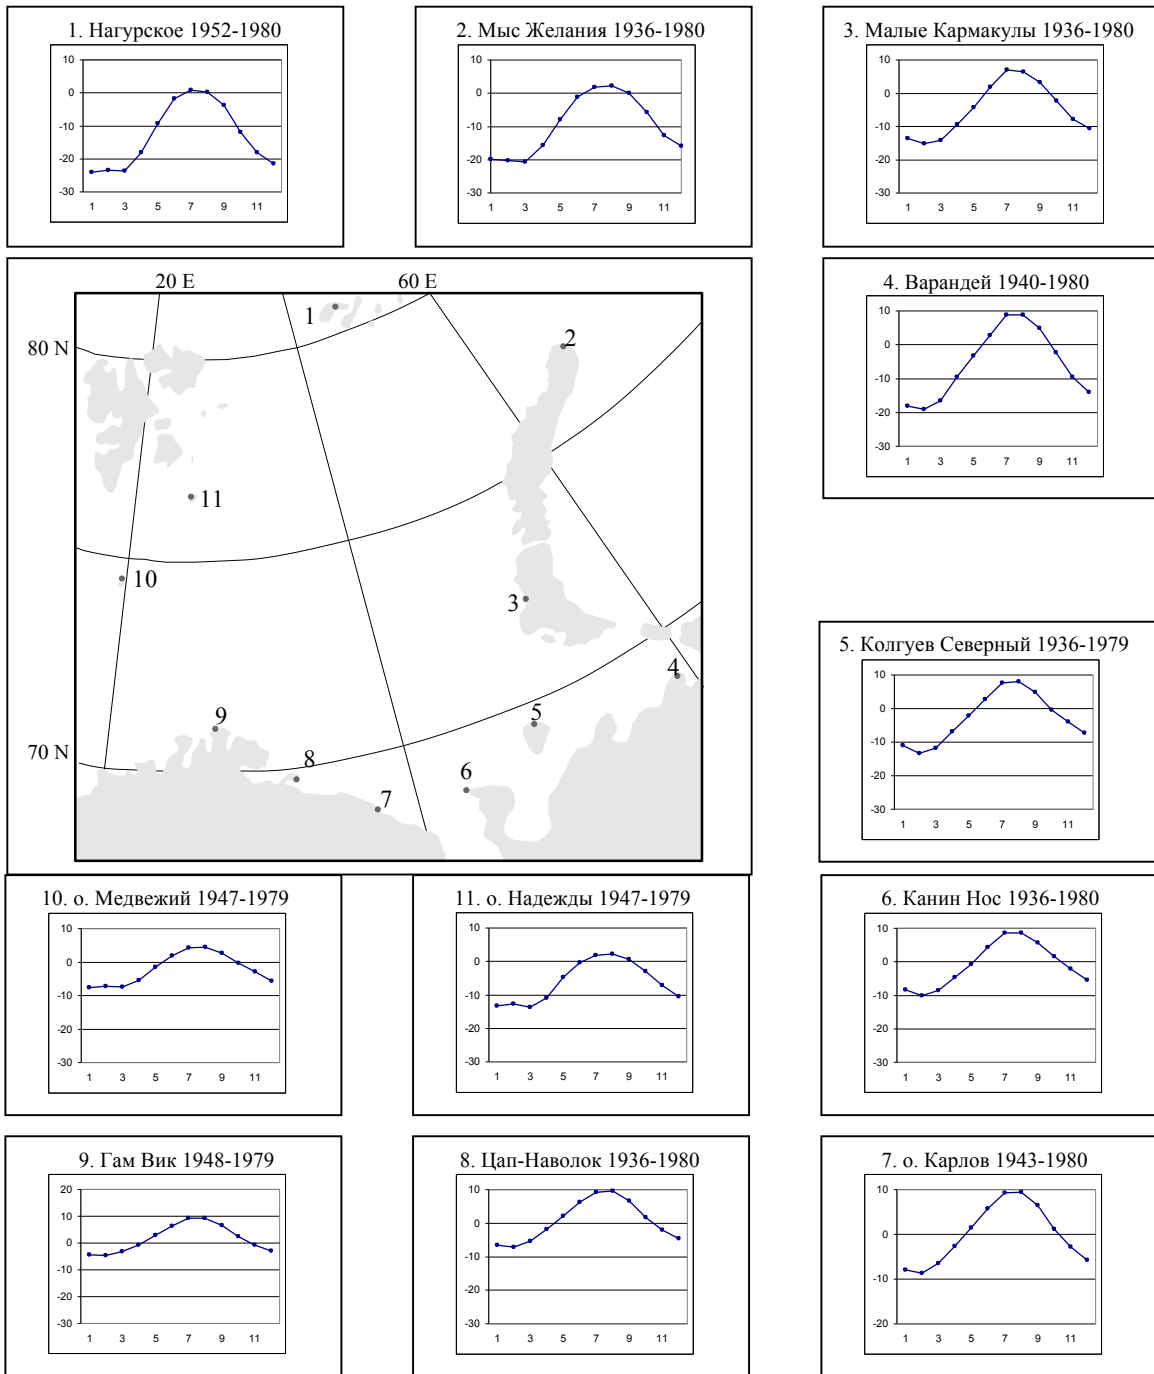 1. Нагурское 1952-1980
10
0
-10
-20
-30
1 3 5 7 9 11
2. Мыс Желания 1936-1980
10
0
-10
-20
-30
1 3 5 7 9 11
3. Малые Кармакулы 1936-1980
10
0
-10
-20
-30
1 3 5 7 9 11
20 E
60 E
80 N
70 N
1
2
3
4
5
6
7
8
9
10
11
4. Варандей 1940-1980
10
0
-10
-20
-30
1 3 5 7 9 11
5. Колгуев Северный 1936-1979
10
0
-10
-20
-30
1 3 5 7 9 11
10. о. Медвежий 1947-1979
10
0
-10
-20
-30
1 3 5 7 9 11
11. о. Надежды 1947-1979
10
0
-10
-20
-30
1 3 5 7 9 11
6. Канин Нос 1936-1980
10
0
-10
-20
-30
1 3 5 7 9 11
9. Гам Вик 1948-1979
20
10
0
-10
-20
-30
1 3 5 7 9 11
8. Цап-Наволок 1936-1980
10
0
-10
-20
-30
1 3 5 7 9 11
7. о. Карлов 1943-1980
10
0
-10
-20
1 3 5 7 9 11